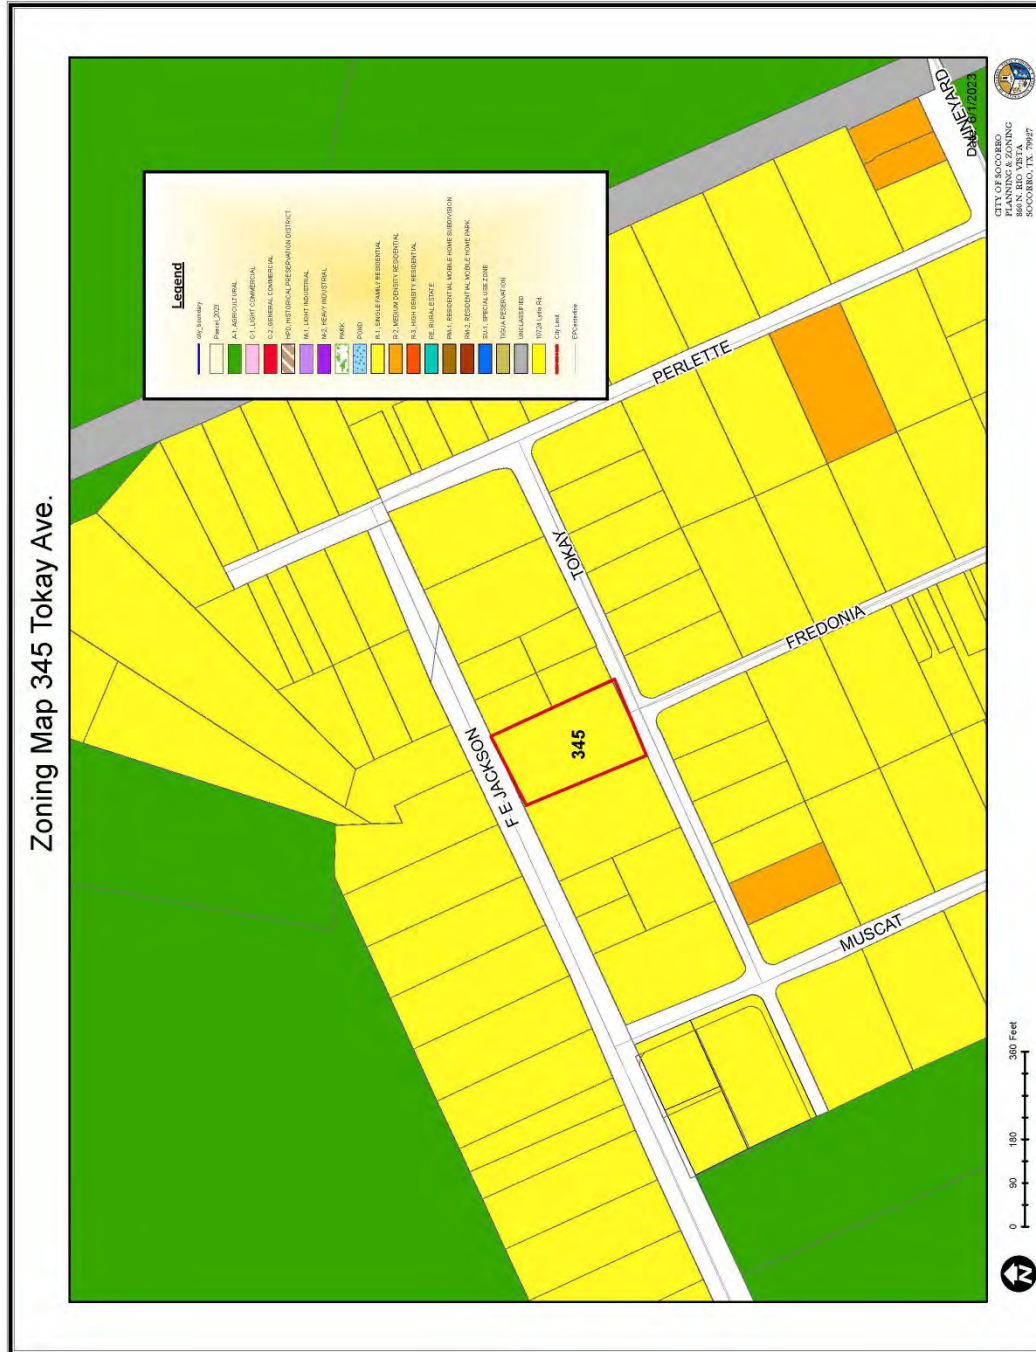 Zoning Map 345 Tokay Ave.
Legend
city_boundary
Parcel_2023
A-1, AGRICULTURAL
C-1, LIGHT COMMERCIAL
C-2, GENERAL COMMERCIAL
HPD, HISTORICAL PRESERVATION DISTRICT
M-1, LIGHT INDUSTRIAL
M-2, HEAVY INDUSTRIAL
PARK
POND
R-1, SINGLE FAMILY RESIDENTIAL
R-2, MEDIUM DENSITY RESIDENTIAL
R-3, HIGH DENSITY RESIDENTIAL
RE, RURAL ESTATE
RM-1, RESIDENTIAL MOBILE HOME SUBDIVISION
RM-2, RESIDENTIAL MOBILE HOME PARK
SU-1, SPECIAL USE ZONE
TIGUA RESERVATION
UNCLASSIFIED
City Limit
EPCenterline
F E JACKSON
345
TOKAY
PERLETTE
FREDONIA
MUSCAT
VINEYARD
Date: 6/1/2023
N
0 90 180 360 Feet
CITY OF SOCORRO
PLANNING & ZONING
860 N. RIO VISTA
SOCORRO, TX. 79927